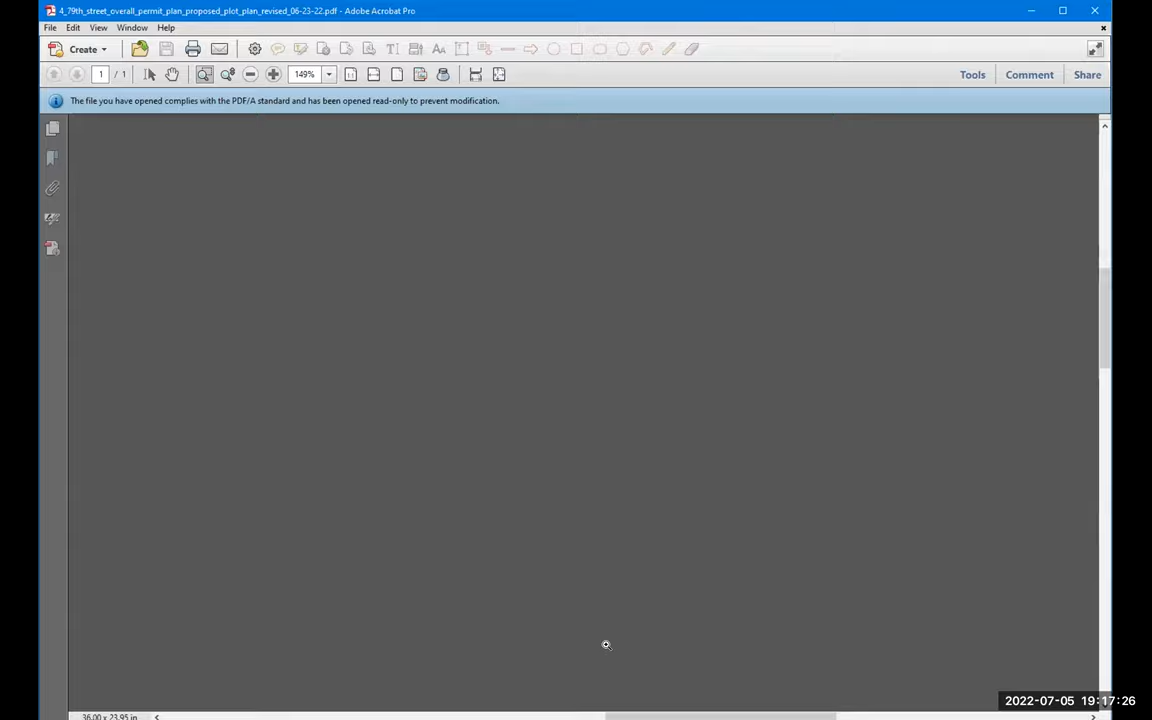 4_79th_street_overall_permit_plan_proposed_plot_plan_revised_06-23-22.pdf - Adobe Acrobat Pro
File Edit View Window Help
Create
1 / 1 149% Tools Comment Share
The file you have opened complies with the PDF/A standard and has been opened read-only to prevent modification.
2022-07-05 19:17:26
36.00 x 23.95 in